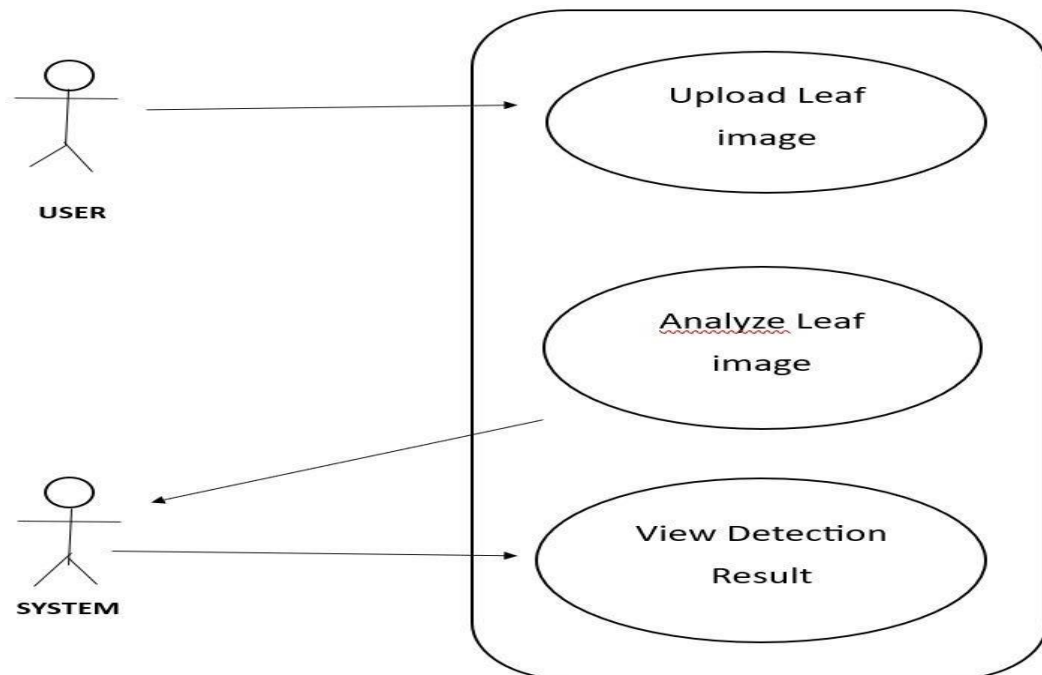 Upload Leaf
image
USER
Analyze Leaf
image
View Detection
Result
SYSTEM